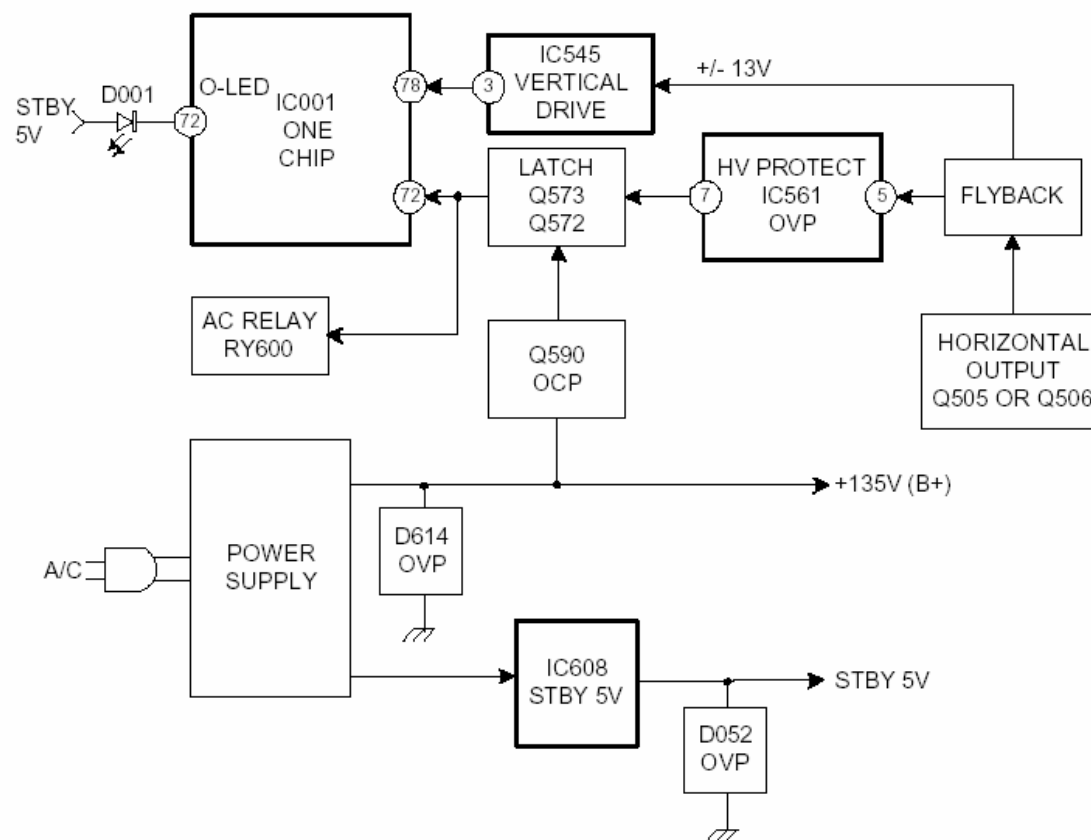 O-LED
IC001
ONE
CHIP
D001
STBY
5V
72
78
72
IC545
VERTICAL
DRIVE
3
+/- 13V
LATCH
Q573
Q572
HV PROTECT
IC561
OVP
7
5
FLYBACK
AC RELAY
RY600
Q590
OCP
HORIZONTAL
OUTPUT
Q505 OR Q506
+135V (B+)
A/C
POWER
SUPPLY
D614
OVP
IC608
STBY 5V
STBY 5V
D052
OVP